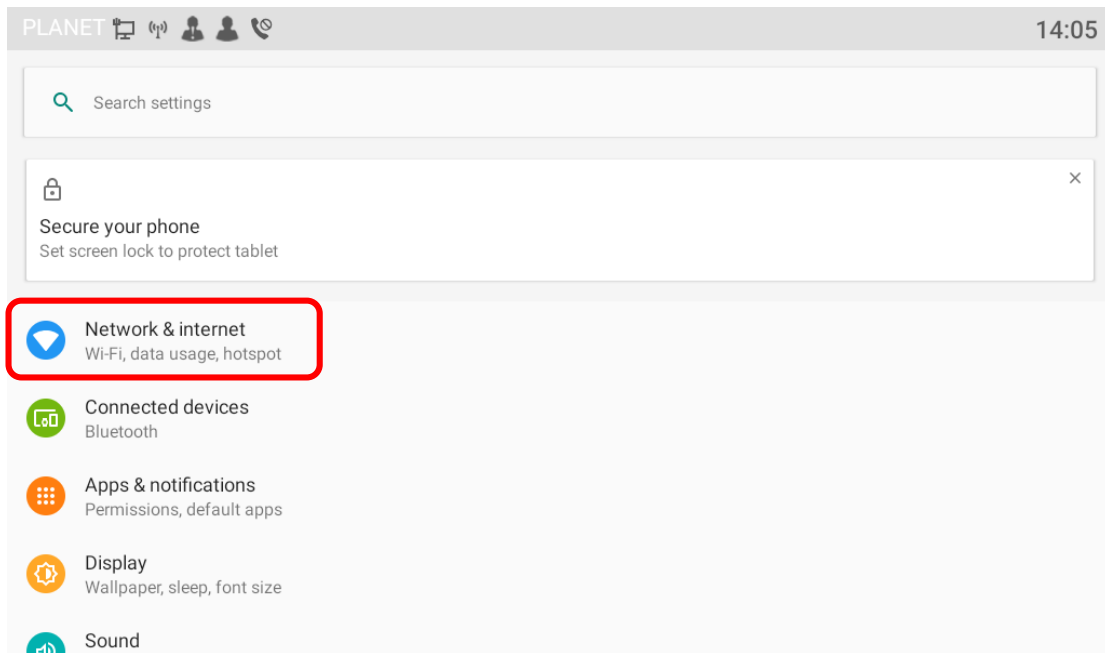 PLANET 14:05
Search settings
Secure your phone
Set screen lock to protect tablet
Network & internet
Wi-Fi, data usage, hotspot
Connected devices
Bluetooth
Apps & notifications
Permissions, default apps
Display
Wallpaper, sleep, font size
Sound